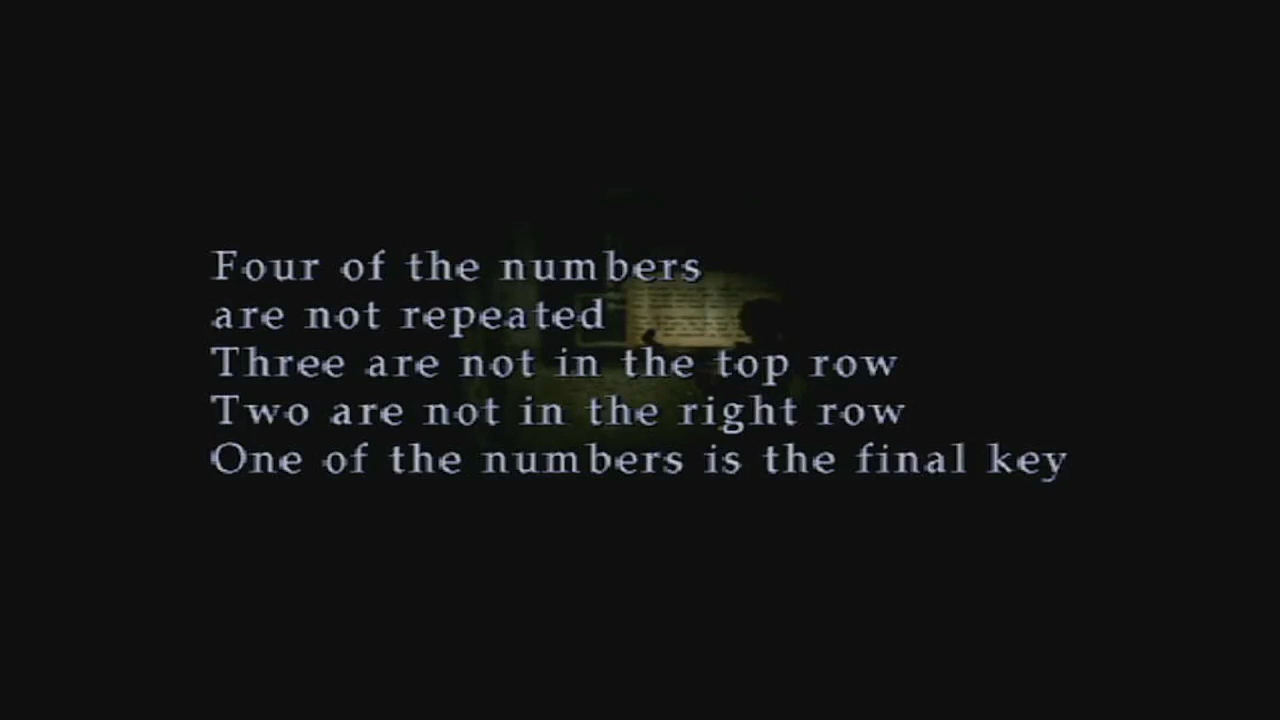 Four of the numbers
are not repeated
Three are not in the top row
Two are not in the right row
One of the numbers is the final key